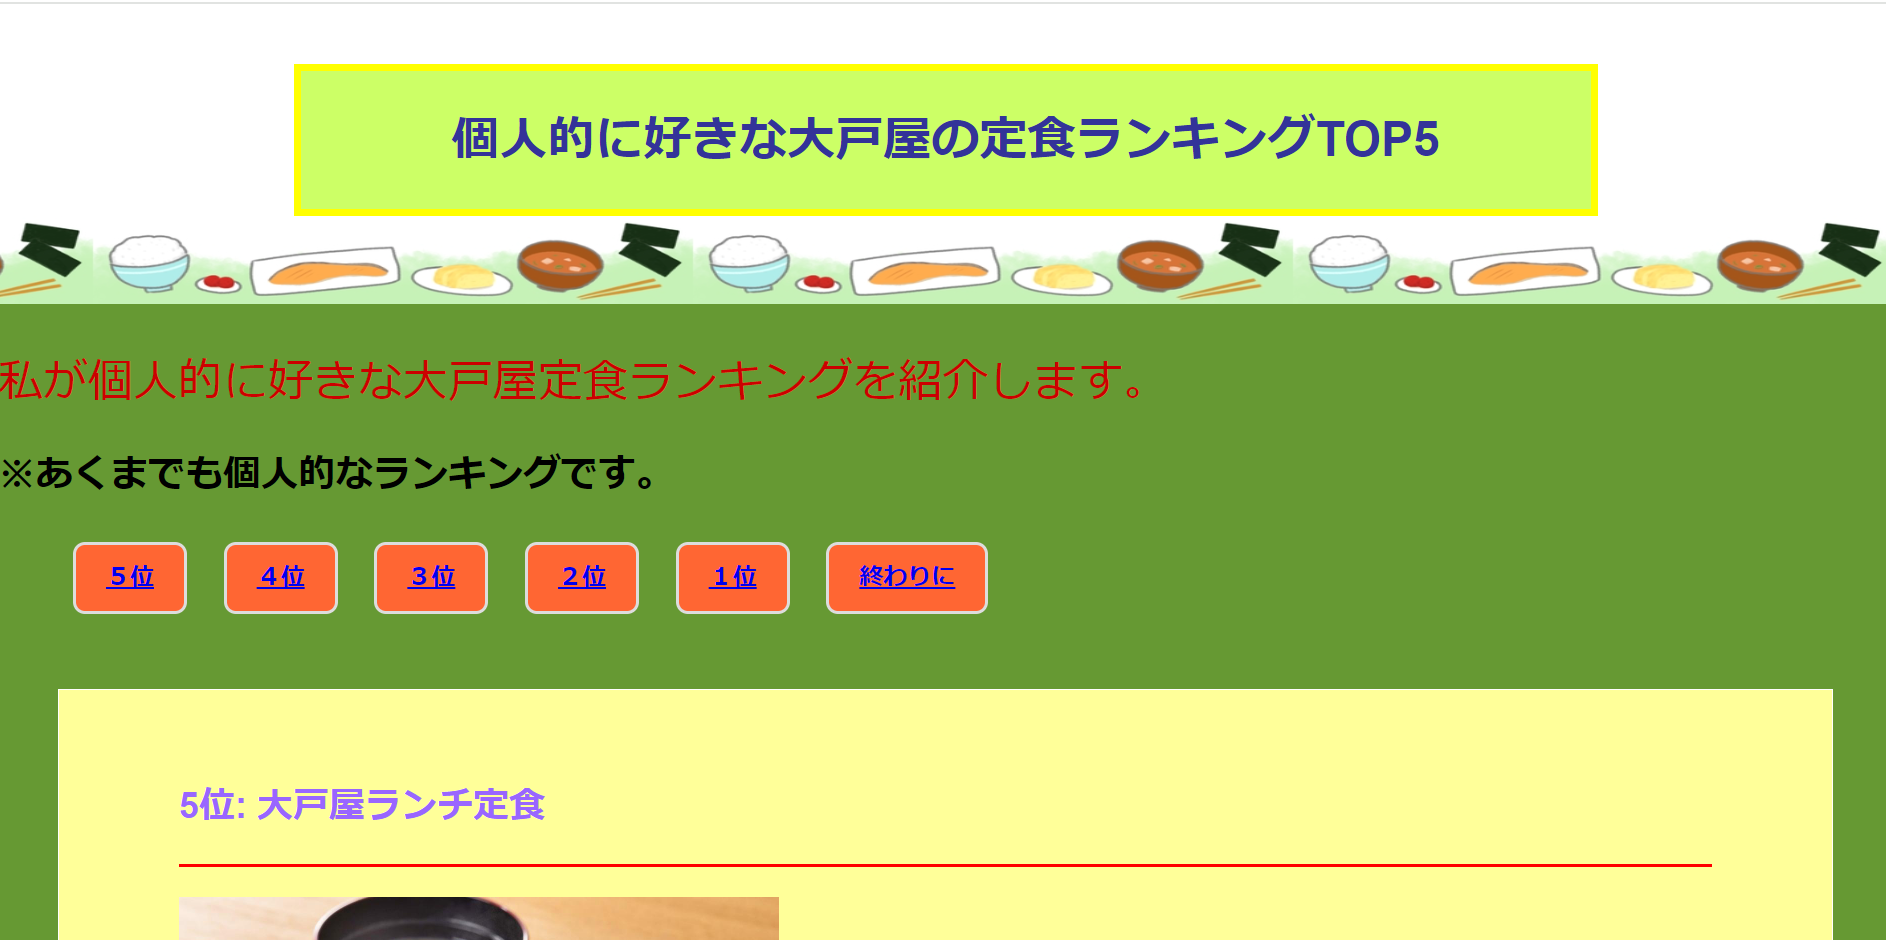 個人的に好きな大戸屋の定食ランキングTOP5
私が個人的に好きな大戸屋定食ランキングを紹介します。
※あくまでも個人的なランキングです。
５位 ４位 ３位 ２位 １位 終わりに
5位: 大戸屋ランチ定食